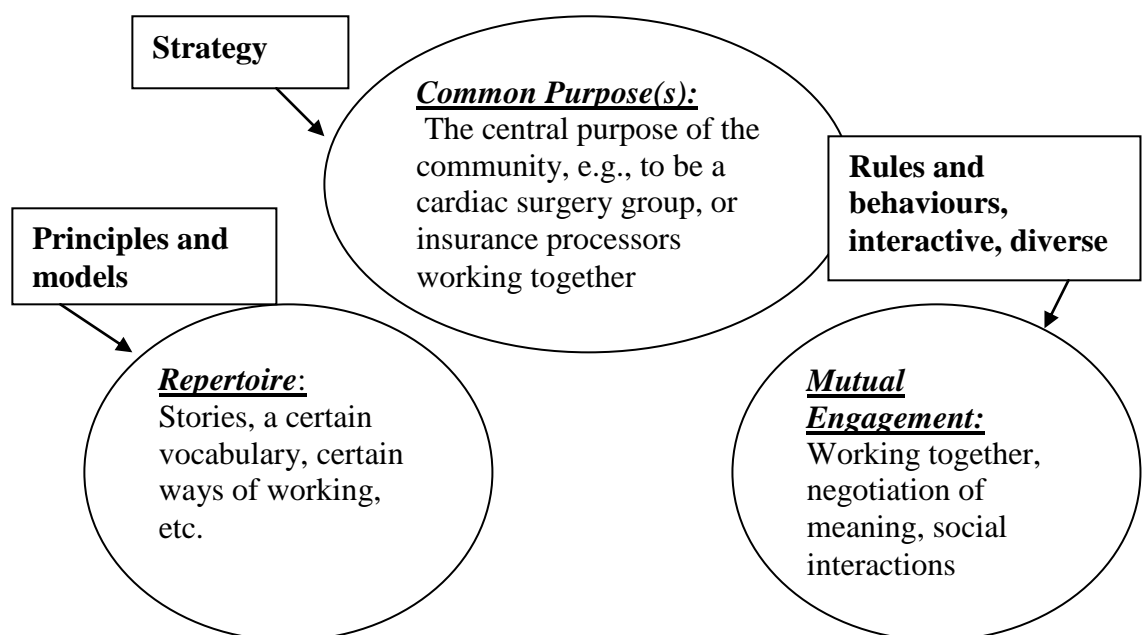 Strategy
Common Purpose(s):
The central purpose of the
community, e.g., to be a
cardiac surgery group, or
insurance processors
working together
Rules and
behaviours,
interactive, diverse
Principles and
models
Repertoire:
Stories, a certain
vocabulary, certain
ways of working,
etc.
Mutual
Engagement:
Working together,
negotiation of
meaning, social
interactions